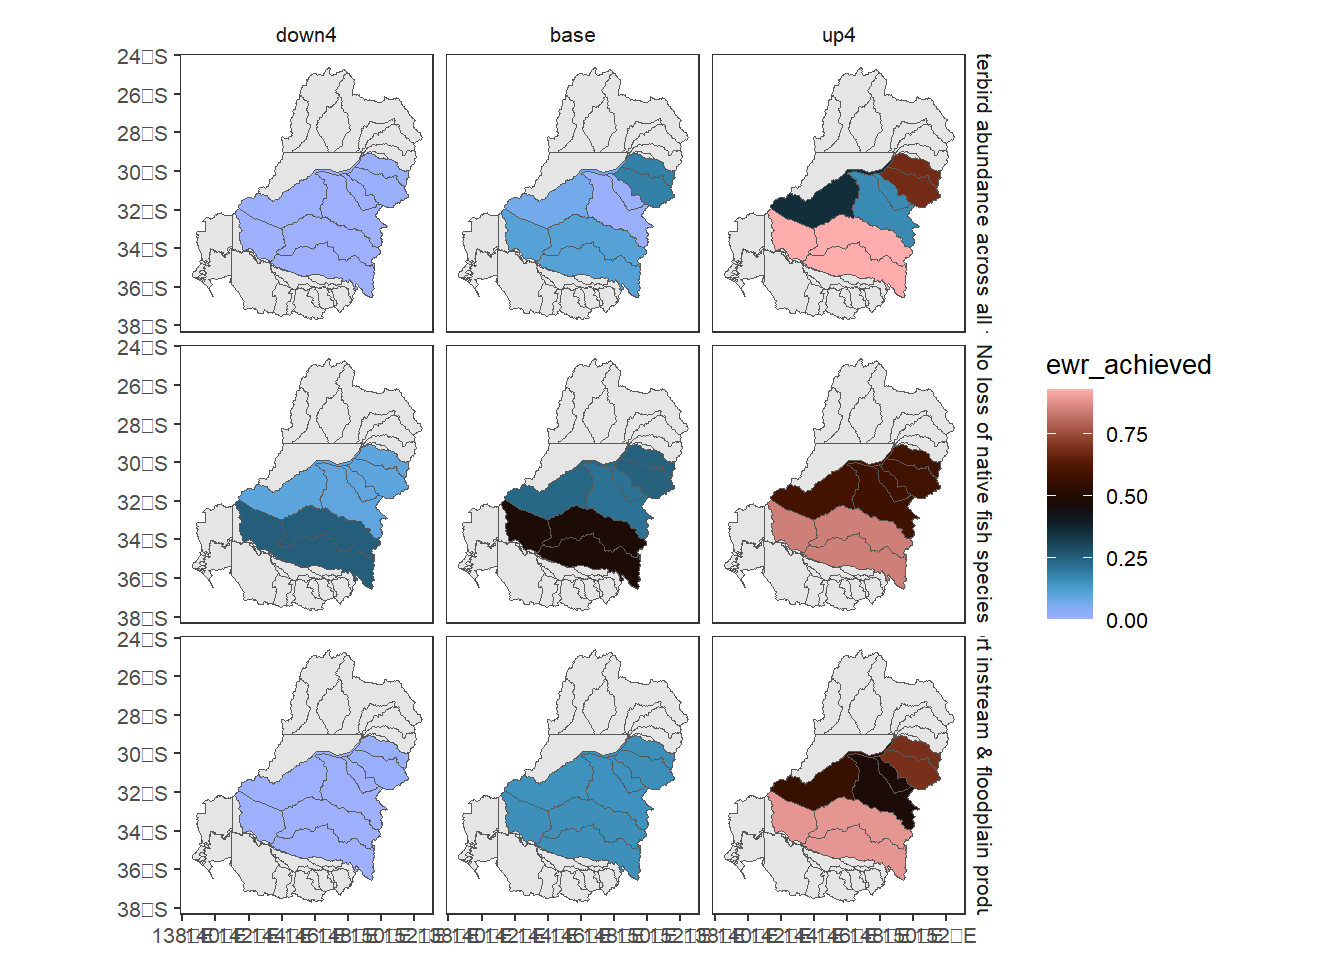 down4 base up4
24□S
26□S
28□S
30□S
32□S
34□S
36□S
38□S
terbird abundance across all
24□S
26□S
28□S
30□S
32□S
34□S
36□S
38□S
No loss of native fish species
24□S
26□S
28□S
30□S
32□S
34□S
36□S
38□S
rt instream & floodplain produ
ewr_achieved
0.75
0.50
0.25
0.00